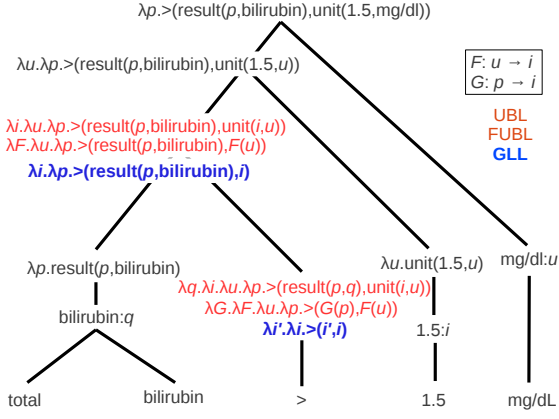 λp.>(result(p,bilirubin),unit(1.5,mg/dl))
λu.λp.>(result(p,bilirubin),unit(1.5,u))
F: u → i
G: p → i
UBL
FUBL
GLL
λi.λu.λp.>(result(p,bilirubin),unit(i,u))
λF.λu.λp.>(result(p,bilirubin),F(u))
λi.λp.>(result(p,bilirubin),i)
λp.result(p,bilirubin)
λu.unit(1.5,u)
mg/dl:u
λq.λi.λu.λp.>(result(p,q),unit(i,u))
λG.λF.λu.λp.>(G(p),F(u))
λi'.λi.>(i',i)
bilirubin:q
1.5:i
total
bilirubin
>
1.5
mg/dL